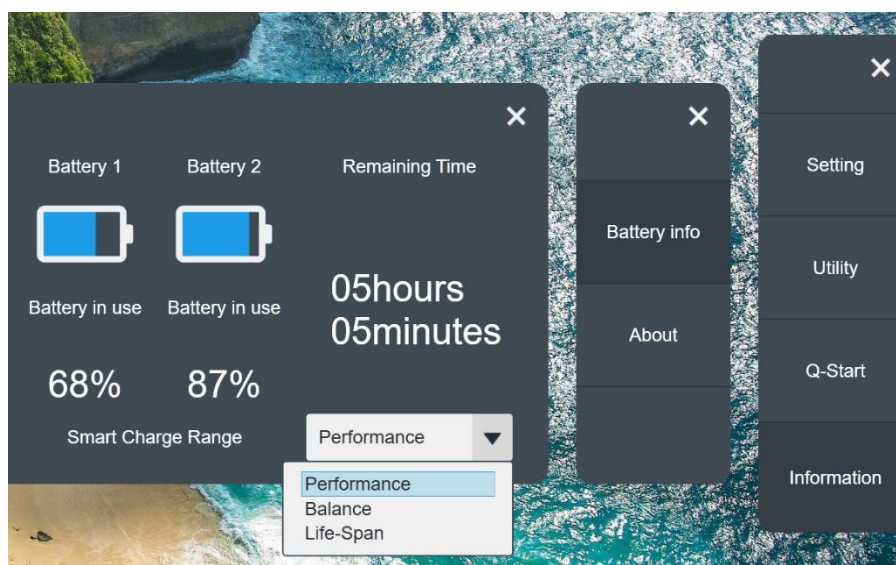 Battery 1
Battery 2
Remaining Time
Battery in use
Battery in use
05hours
05minutes
68%
87%
Smart Charge Range
Performance
Performance
Balance
Life-Span
Battery info
About
Setting
Utility
Q-Start
Information